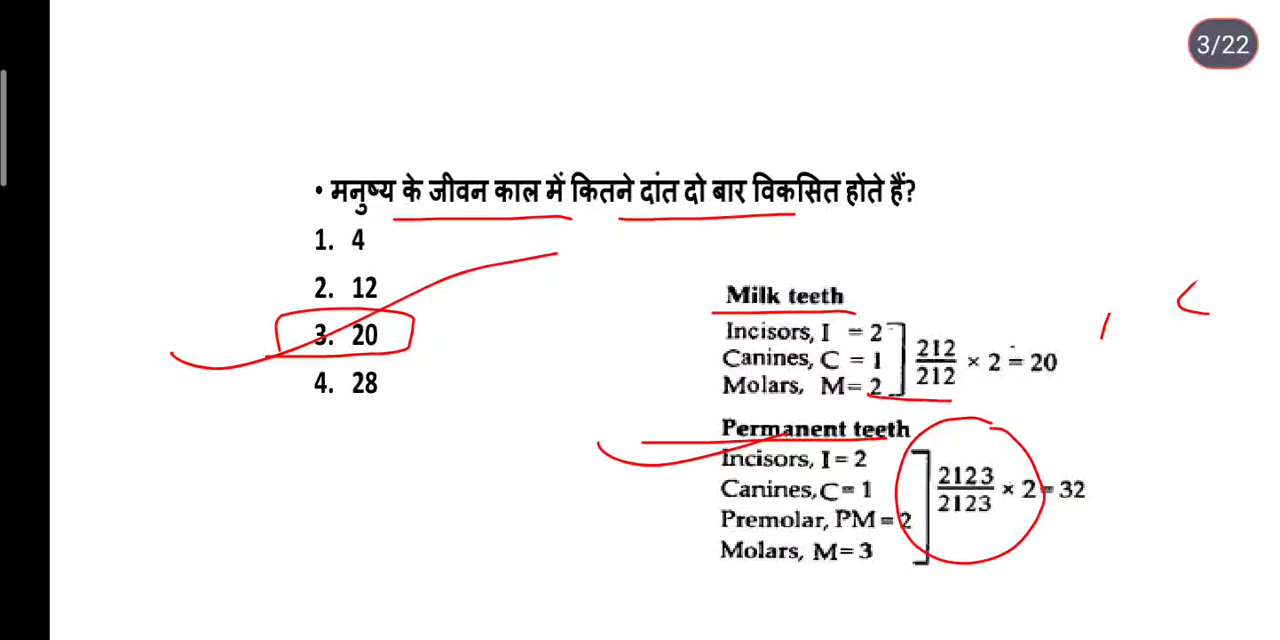 3/22
• मनुष्य के जीवन काल में कितने दांत दो बार विकसित होते हैं?
1. 4
2. 12
3. 20
4. 28
Milk teeth
Incisors, I = 2
Canines, C = 1
Molars, M= 2
212/212 × 2 = 20
Permanent teeth
Incisors, I = 2
Canines, C= 1
Premolar, PM = 2
Molars, M= 3
2123/2123 × 2 = 32